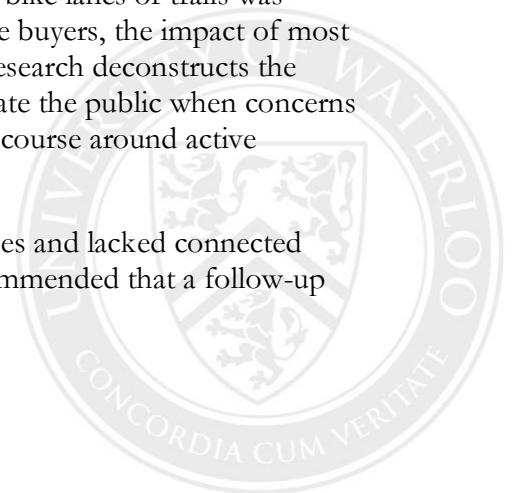 bike lanes or trails was
e buyers, the impact of most
esearch deconstructs the
ate the public when concerns
course around active
es and lacked connected
mmended that a follow-up
UNIVERSITY OF WATERLOO
CONCORDIA CUM VERITATE